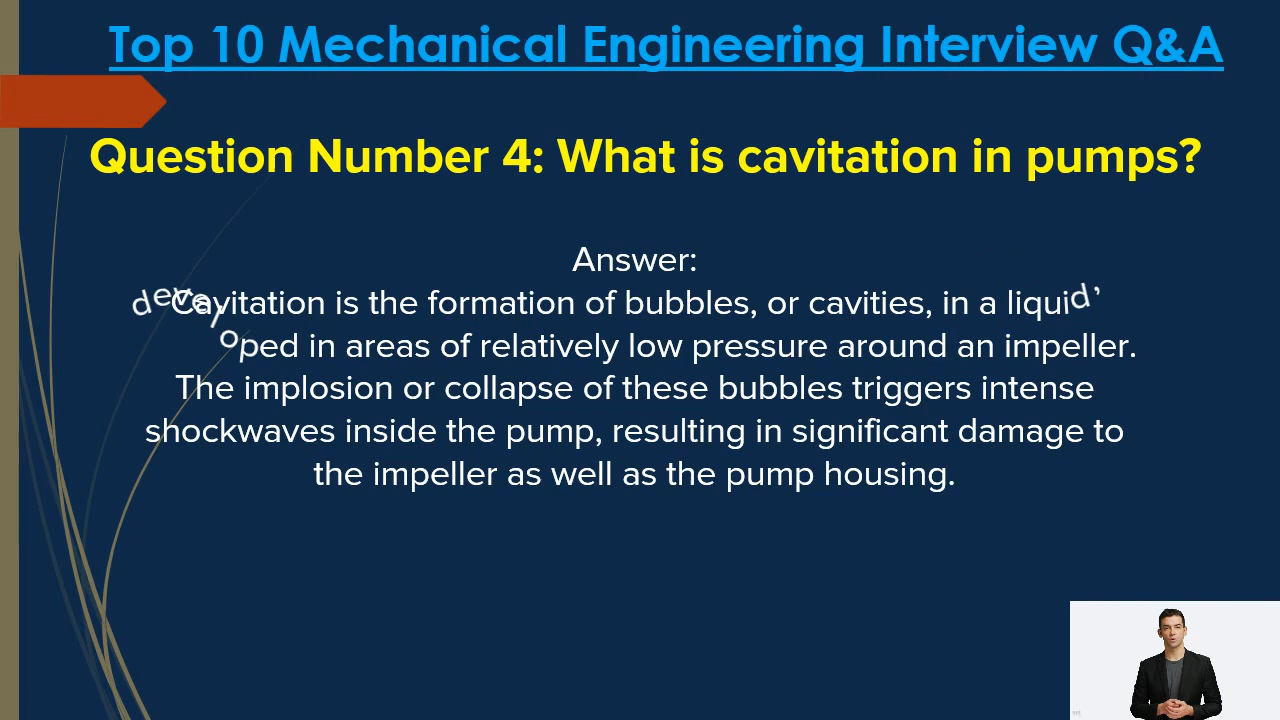 Top 10 Mechanical Engineering Interview Q&A
Question Number 4: What is cavitation in pumps?
Answer:
Cavitation is the formation of bubbles, or cavities, in a liquid,
developed in areas of relatively low pressure around an impeller.
The implosion or collapse of these bubbles triggers intense
shockwaves inside the pump, resulting in significant damage to
the impeller as well as the pump housing.